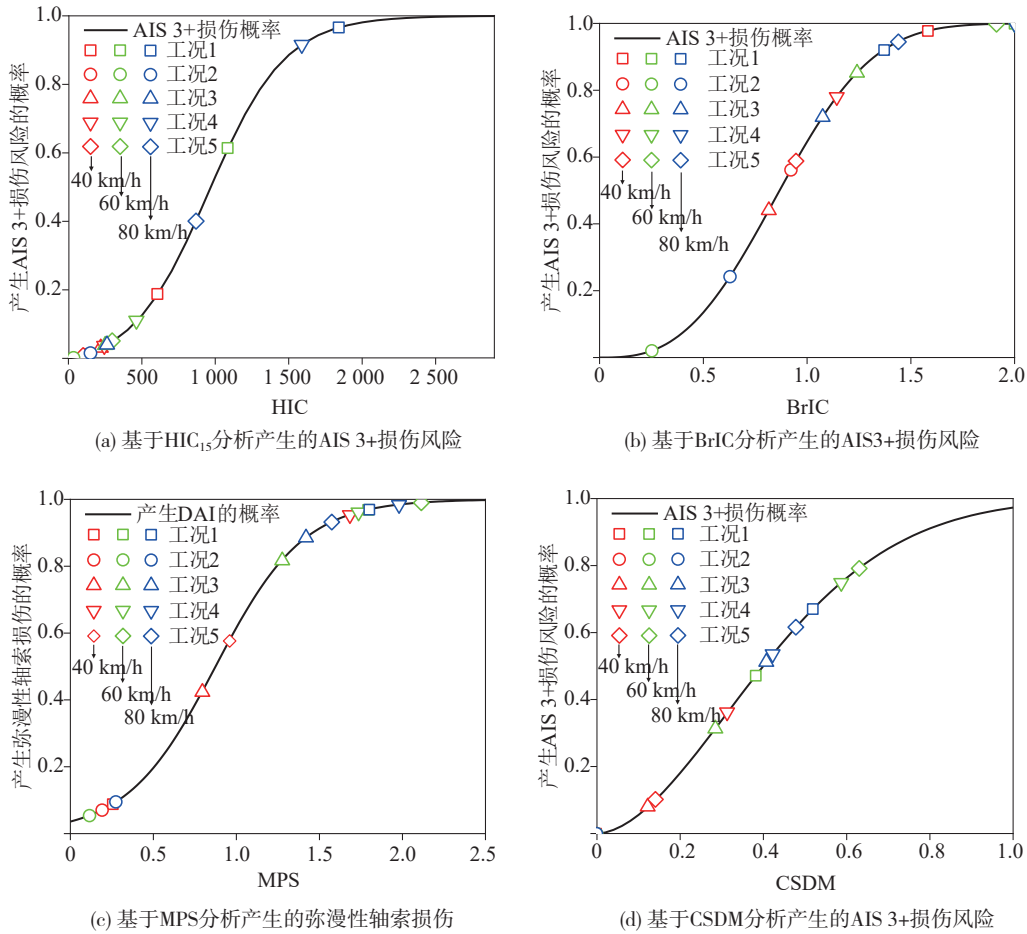 产生AIS 3+损伤风险的概率
1.0
0.8
0.6
0.4
0.2
AIS 3+损伤概率
工况1
工况2
工况3
工况4
工况5
40 km/h
60 km/h
80 km/h
0 500 1 000 1 500 2 000 2 500
HIC
(a) 基于HIC₁₅分析产生的AIS 3+损伤风险
产生AIS 3+损伤风险的概率
1.0
0.8
0.6
0.4
0.2
AIS 3+损伤概率
工况1
工况2
工况3
工况4
工况5
40 km/h
60 km/h
80 km/h
0 0.5 1.0 1.5 2.0
BrIC
(b) 基于BrIC分析产生的AIS3+损伤风险
产生弥漫性轴索损伤的概率
1.0
0.8
0.6
0.4
0.2
产生DAI的概率
工况1
工况2
工况3
工况4
工况5
40 km/h
60 km/h
80 km/h
0 0.5 1.0 1.5 2.0 2.5
MPS
(c) 基于MPS分析产生的弥漫性轴索损伤
产生AIS 3+损伤风险的概率
1.0
0.8
0.6
0.4
0.2
AIS 3+损伤概率
工况1
工况2
工况3
工况4
工况5
40 km/h
60 km/h
80 km/h
0 0.2 0.4 0.6 0.8 1.0
CSDM
(d) 基于CSDM分析产生的AIS 3+损伤风险